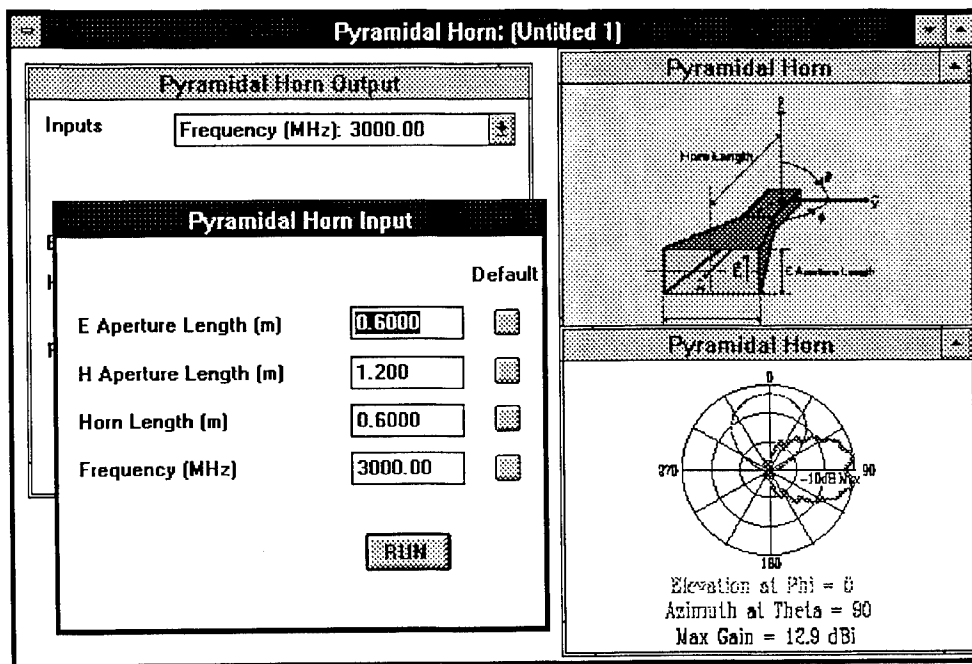 Pyramidal Horn: (Untitled 1)
Pyramidal Horn Output
Inputs
Frequency (MHz): 3000.00
Pyramidal Horn Input
Default
E Aperture Length (m)
0.6000
H Aperture Length (m)
1.200
Horn Length (m)
0.6000
Frequency (MHz)
3000.00
RUN
Pyramidal Horn
Horn Length
E Aperture Length
Pyramidal Horn
0
270
-10dB Max
90
180
Elevation at Phi = 0
Azimuth at Theta = 90
Max Gain = 12.9 dBi